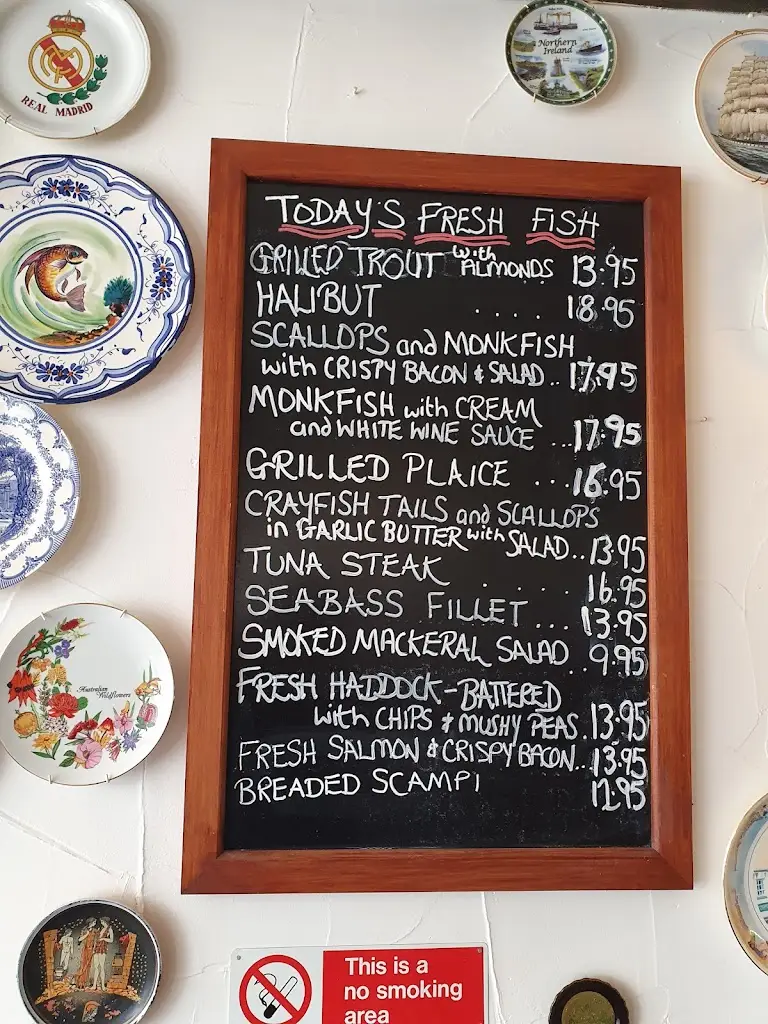 REAL MADRID
Northern
Ireland
TODAY'S FRESH FISH
GRILLED TROUT with ALMONDS 13.95
HALIBUT .... 18.95
SCALLOPS and MONKFISH
with CRISPY BACON & SALAD.. 17.95
MONKFISH with CREAM
and WHITE WINE SAUCE ...17.95
GRILLED PLAICE ...16.95
CRAYFISH TAILS and SCALLOPS
in GARLIC BUTTER with SALAD..13.95
TUNA STEAK ..... 16.95
SEABASS FILLET ... 13.95
SMOKED MACKERAL SALAD .. 9.95
FRESH HADDOCK-BATTERED
with CHIPS & MUSHY PEAS.13.95
FRESH SALMON & CRISPY BACON...13.95
BREADED SCAMPI 12.95
Australian
Wildflowers
This is a
no smoking
area